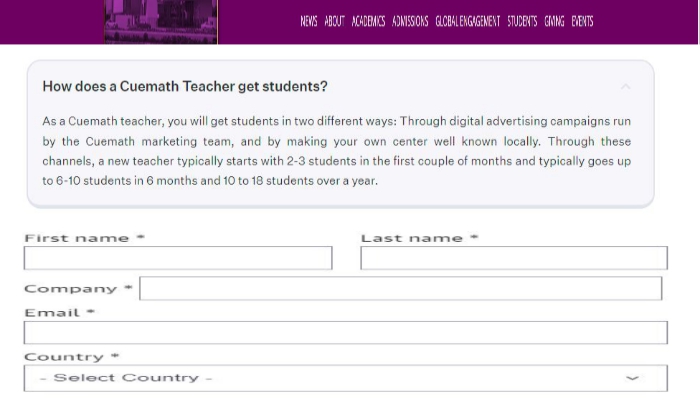 NEWS ABOUT ACADEMICS ADMISSIONS GLOBAL ENGAGEMENT STUDENTS GIVING EVENTS
How does a Cuemath Teacher get students?
As a Cuemath teacher, you will get students in two different ways: Through digital advertising campaigns run
by the Cuemath marketing team, and by making your own center well known locally. Through these
channels, a new teacher typically starts with 2-3 students in the first couple of months and typically goes up
to 6-10 students in 6 months and 10 to 18 students over a year.
First name * Last name *
Company *
Email *
Country *
- Select Country -